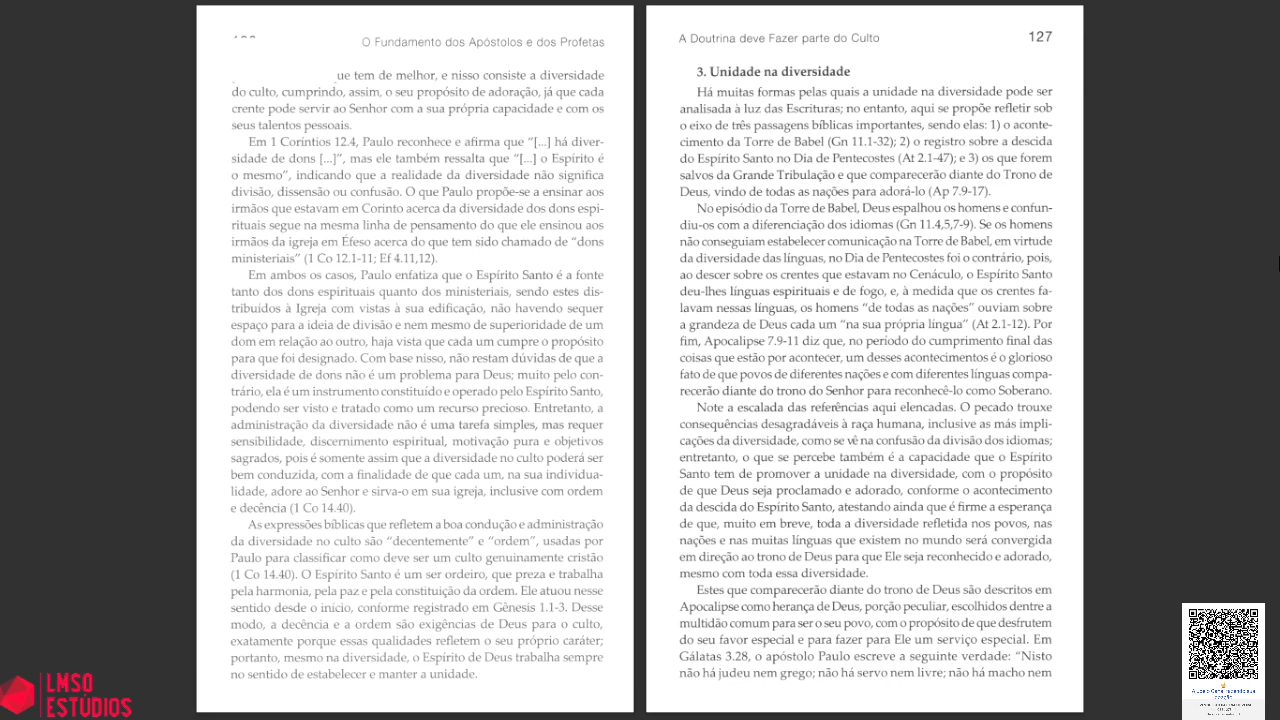 O Fundamento dos Apóstolos e dos Profetas
ue tem de melhor, e nisso consiste a diversidade
do culto, cumprindo, assim, o seu propósito de adoração, já que cada
crente pode servir ao Senhor com a sua própria capacidade e com os
seus talentos pessoais.
Em 1 Coríntios 12.4, Paulo reconhece e afirma que “[...] há diver-
sidade de dons [...]”, mas ele também ressalta que “[...] o Espírito é
o mesmo”, indicando que a realidade da diversidade não significa
divisão, dissensão ou confusão. O que Paulo propõe-se a ensinar aos
irmãos que estavam em Corinto acerca da diversidade dos dons espi-
rituais segue na mesma linha de pensamento do que ele ensinou aos
irmãos da igreja em Éfeso acerca do que tem sido chamado de “dons
ministeriais” (1 Co 12.1-11; Ef 4.11,12).
Em ambos os casos, Paulo enfatiza que o Espírito Santo é a fonte
tanto dos dons espirituais quanto dos ministeriais, sendo estes dis-
tribuídos à Igreja com vistas à sua edificação, não havendo sequer
espaço para a ideia de divisão e nem mesmo de superioridade de um
dom em relação ao outro, haja vista que cada um cumpre o propósito
para que foi designado. Com base nisso, não restam dúvidas de que a
diversidade de dons não é um problema para Deus; muito pelo con-
trário, ela é um instrumento constituído e operado pelo Espírito Santo,
podendo ser visto e tratado como um recurso precioso. Entretanto, a
administração da diversidade não é uma tarefa simples, mas requer
sensibilidade, discernimento espiritual, motivação pura e objetivos
sagrados, pois é somente assim que a diversidade no culto poderá ser
bem conduzida, com a finalidade de que cada um, na sua individua-
lidade, adore ao Senhor e sirva-o em sua igreja, inclusive com ordem
e decência (1 Co 14.40).
As expressões bíblicas que refletem a boa condução e administração
da diversidade no culto são “decentemente” e “ordem”, usadas por
Paulo para classificar como deve ser um culto genuinamente cristão
(1 Co 14.40). O Espírito Santo é um ser ordeiro, que preza e trabalha
pela harmonia, pela paz e pela constituição da ordem. Ele atuou nesse
sentido desde o início, conforme registrado em Gênesis 1.1-3. Desse
modo, a decência e a ordem são exigências de Deus para o culto,
exatamente porque essas qualidades refletem o seu próprio caráter;
portanto, mesmo na diversidade, o Espírito de Deus trabalha sempre
no sentido de estabelecer e manter a unidade.
A Doutrina deve Fazer parte do Culto 127
3. Unidade na diversidade
Há muitas formas pelas quais a unidade na diversidade pode ser
analisada à luz das Escrituras; no entanto, aqui se propõe refletir sob
o eixo de três passagens bíblicas importantes, sendo elas: 1) o aconte-
cimento da Torre de Babel (Gn 11.1-32); 2) o registro sobre a descida
do Espírito Santo no Dia de Pentecostes (At 2.1-47); e 3) os que forem
salvos da Grande Tribulação e que comparecerão diante do Trono de
Deus, vindo de todas as nações para adorá-lo (Ap 7.9-17).
No episódio da Torre de Babel, Deus espalhou os homens e confun-
diu-os com a diferenciação dos idiomas (Gn 11.4,5,7-9). Se os homens
não conseguiam estabelecer comunicação na Torre de Babel, em virtude
da diversidade das línguas, no Dia de Pentecostes foi o contrário, pois,
ao descer sobre os crentes que estavam no Cenáculo, o Espírito Santo
deu-lhes línguas espirituais e de fogo, e, à medida que os crentes fa-
lavam nessas línguas, os homens “de todas as nações” ouviam sobre
a grandeza de Deus cada um “na sua própria língua” (At 2.1-12). Por
fim, Apocalipse 7.9-11 diz que, no período do cumprimento final das
coisas que estão por acontecer, um desses acontecimentos é o glorioso
fato de que povos de diferentes nações e com diferentes línguas compa-
recerão diante do trono do Senhor para reconhecê-lo como Soberano.
Note a escalada das referências aqui elencadas. O pecado trouxe
consequências desagradáveis à raça humana, inclusive as más impli-
cações da diversidade, como se vê na confusão da divisão dos idiomas;
entretanto, o que se percebe também é a capacidade que o Espírito
Santo tem de promover a unidade na diversidade, com o propósito
de que Deus seja proclamado e adorado, conforme o acontecimento
da descida do Espírito Santo, atestando ainda que é firme a esperança
de que, muito em breve, toda a diversidade refletida nos povos, nas
nações e nas muitas línguas que existem no mundo será convergida
em direção ao trono de Deus para que Ele seja reconhecido e adorado,
mesmo com toda essa diversidade.
Estes que comparecerão diante do trono de Deus são descritos em
Apocalipse como herança de Deus, porção peculiar, escolhidos dentre a
multidão comum para ser o seu povo, com o propósito de que desfrutem
do seu favor especial e para fazer para Ele um serviço especial. Em
Gálatas 3.28, o apóstolo Paulo escreve a seguinte verdade: “Nisto
não há judeu nem grego; não há servo nem livre; não há macho nem
LMSO
ESTÚDIOS